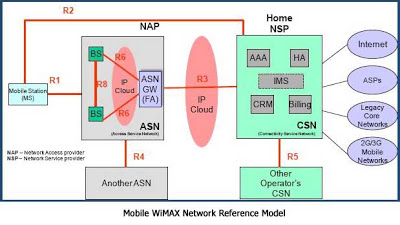 R2
NAP
Home
NSP
BS
R6
AAA
HA
Internet
Mobile Station
(MS)
R1
R8
IP
Cloud
ASN
GW
(FA)
R3
IP
Cloud
IMS
ASPs
BS
R6
CRM
Billing
Legacy
Core
Networks
ASN
(Access Service Network)
CSN
(Connectivity Service Network)
2G/3G
Mobile Networks
NAP – Network Access provider
NSP – Network Service provider
R4
R5
Another ASN
Other
Operator's
CSN
Mobile WiMAX Network Reference Model